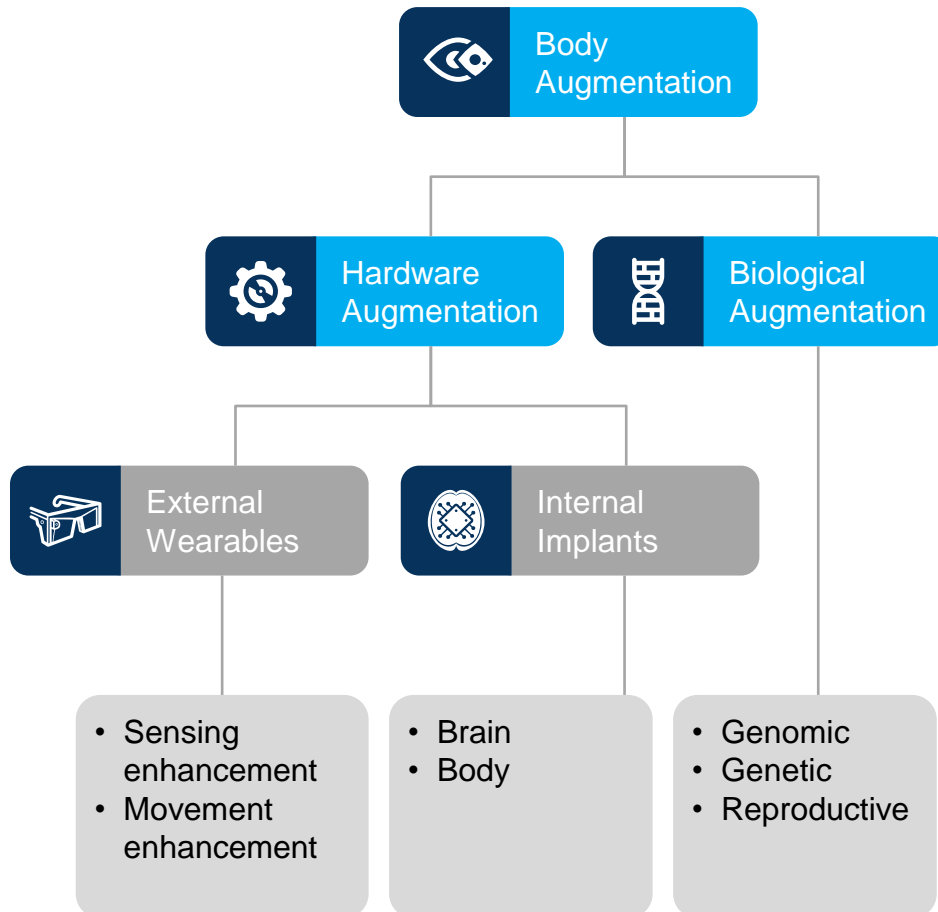 Body
Augmentation
Hardware
Augmentation
Biological
Augmentation
External
Wearables
Internal
Implants
• Sensing
enhancement
• Movement
enhancement
• Brain
• Body
• Genomic
• Genetic
• Reproductive